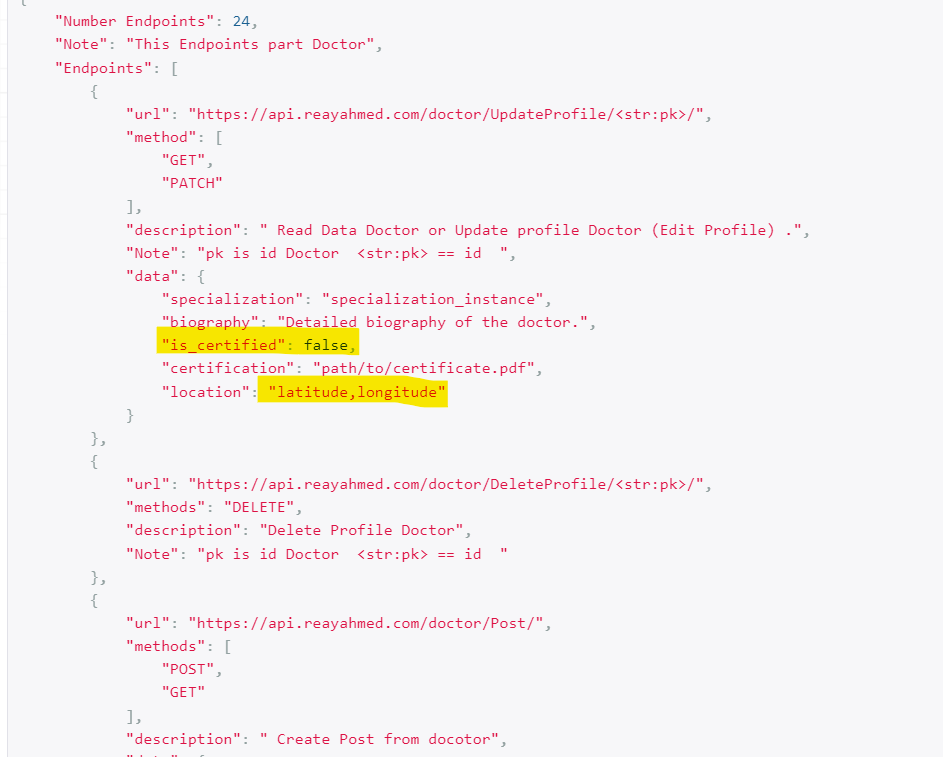 {
"Number Endpoints": 24,
"Note": "This Endpoints part Doctor",
"Endpoints": [
{
"url": "https://api.reayahmed.com/doctor/UpdateProfile/<str:pk>/",
"method": [
"GET",
"PATCH"
],
"description": " Read Data Doctor or Update profile Doctor (Edit Profile) .",
"Note": "pk is id Doctor  <str:pk> == id  ",
"data": {
"specialization": "specialization_instance",
"biography": "Detailed biography of the doctor.",
"is_certified": false,
"certification": "path/to/certificate.pdf",
"location": "latitude,longitude"
}
},
{
"url": "https://api.reayahmed.com/doctor/DeleteProfile/<str:pk>/",
"methods": "DELETE",
"description": "Delete Profile Doctor",
"Note": "pk is id Doctor  <str:pk> == id  "
},
{
"url": "https://api.reayahmed.com/doctor/Post/",
"methods": [
"POST",
"GET"
],
"description": " Create Post from docotor",